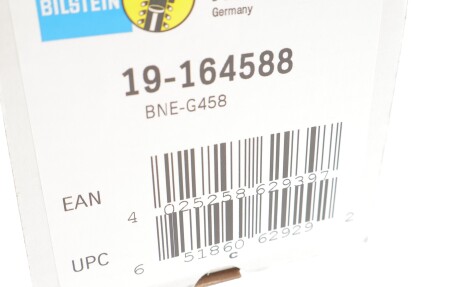 BILSTEIN
Germany
19-164588
BNE-G458
EAN
4 025258 629397
UPC
6 51860 62929 2
c